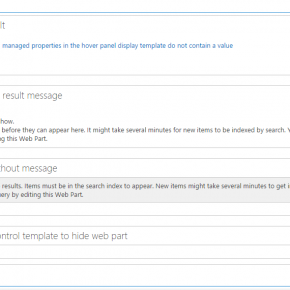 lt
managed properties in the hover panel display template do not contain a value
result message
how.
before they can appear here. It might take several minutes for new items to be indexed by search. Y
ng this Web Part.
thout message
results. Items must be in the search index to appear. New items might take several minutes to get i
uery by editing this Web Part.
ontrol template to hide web part